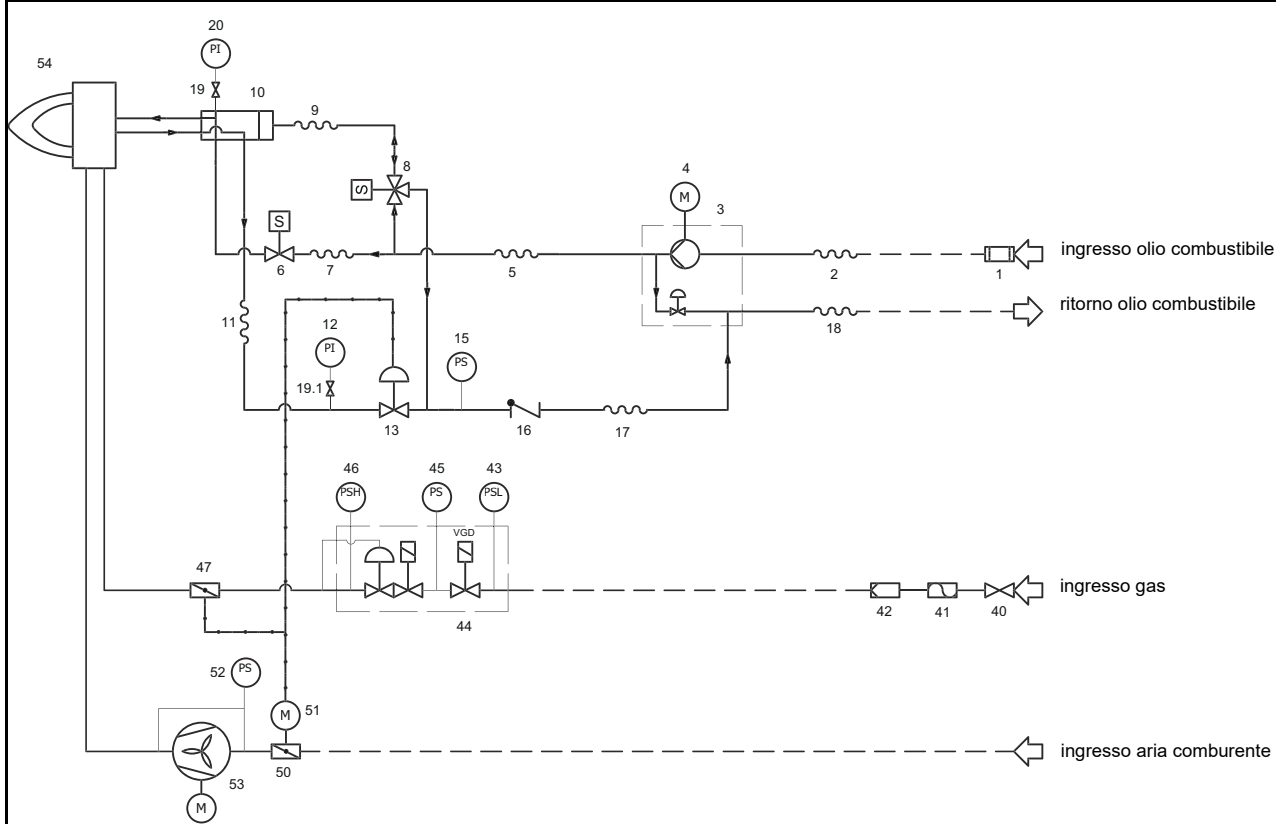 20
PI
54
19
10
9
8
S
4
M
3
S
6
7
5
2
1
ingresso olio combustibile
ritorno olio combustibile
18
11
12
PI
19.1
15
PS
13
16
17
46
PSH
45
PS
43
PSL
VGD
47
44
42
41
40
ingresso gas
52
PS
M
51
50
53
M
ingresso aria comburente